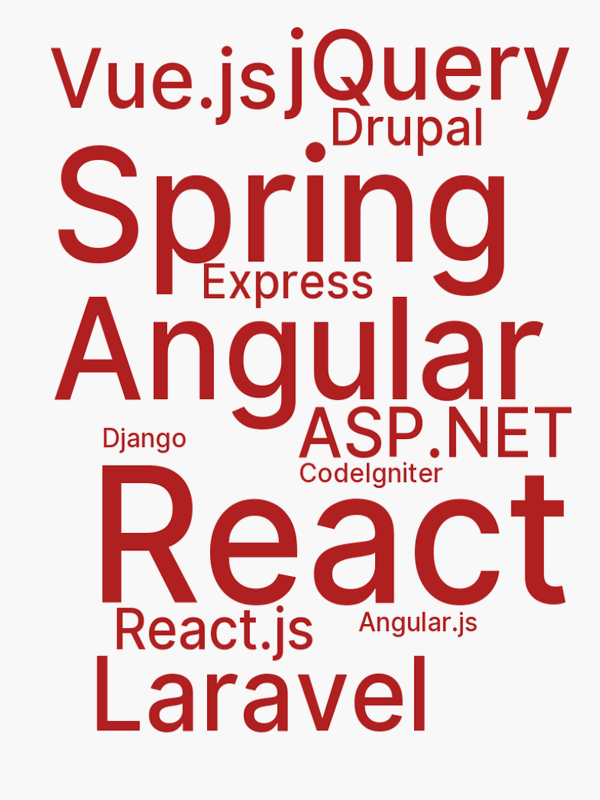 Vue.js jQuery
Drupal
Spring
Express
Angular
ASP.NET
Django
CodeIgniter
React
React.js Angular.js
Laravel